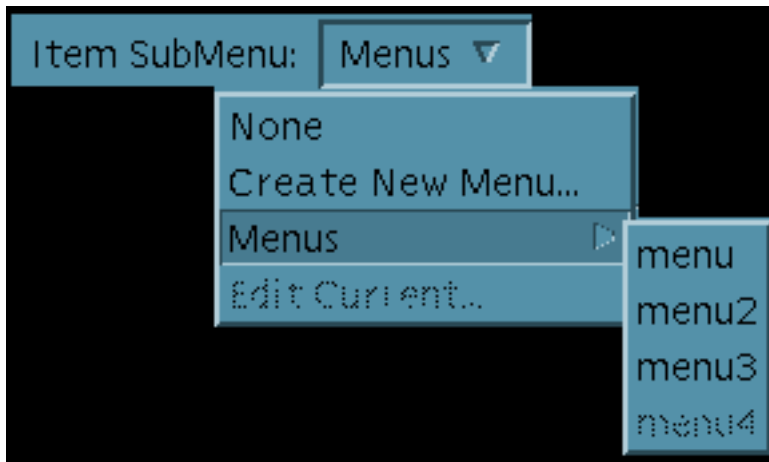 Item SubMenu: Menus
None
Create New Menu...
Menus
Edit Current...
menu
menu2
menu3
menu4